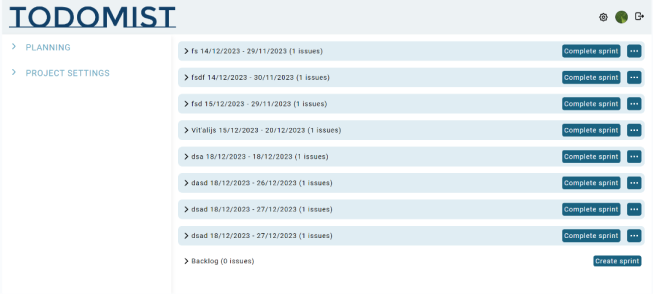 TODOMIST
PLANNING
PROJECT SETTINGS
fs 14/12/2023 - 29/11/2023 (1 issues) Complete sprint ...
fsdf 14/12/2023 - 30/11/2023 (1 issues) Complete sprint ...
fsd 15/12/2023 - 29/11/2023 (1 issues) Complete sprint ...
Vit'alijs 15/12/2023 - 20/12/2023 (1 issues) Complete sprint ...
dsa 18/12/2023 - 18/12/2023 (1 issues) Complete sprint ...
dasd 18/12/2023 - 26/12/2023 (1 issues) Complete sprint ...
dsad 18/12/2023 - 27/12/2023 (1 issues) Complete sprint ...
dsad 18/12/2023 - 27/12/2023 (1 issues) Complete sprint ...
Backlog (0 issues) Create sprint